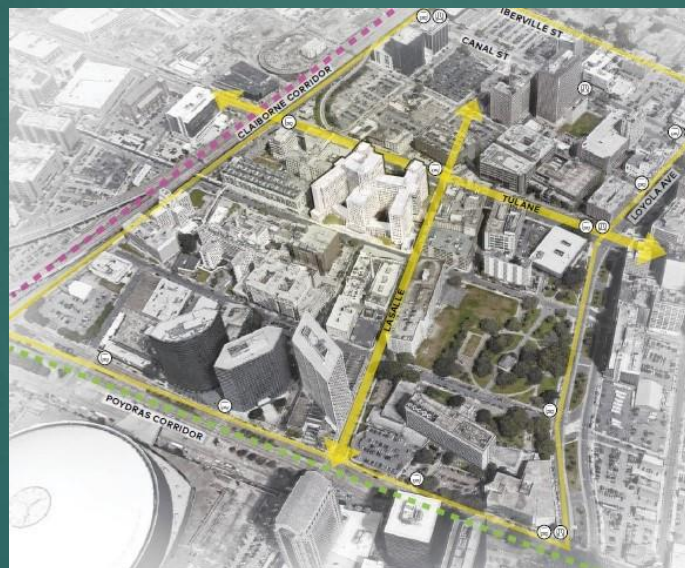 IBERVILLE ST
CANAL ST
CLAIBORNE CORRIDOR
LOYOLA AVE
TULANE
LASALLE
POYDRAS CORRIDOR